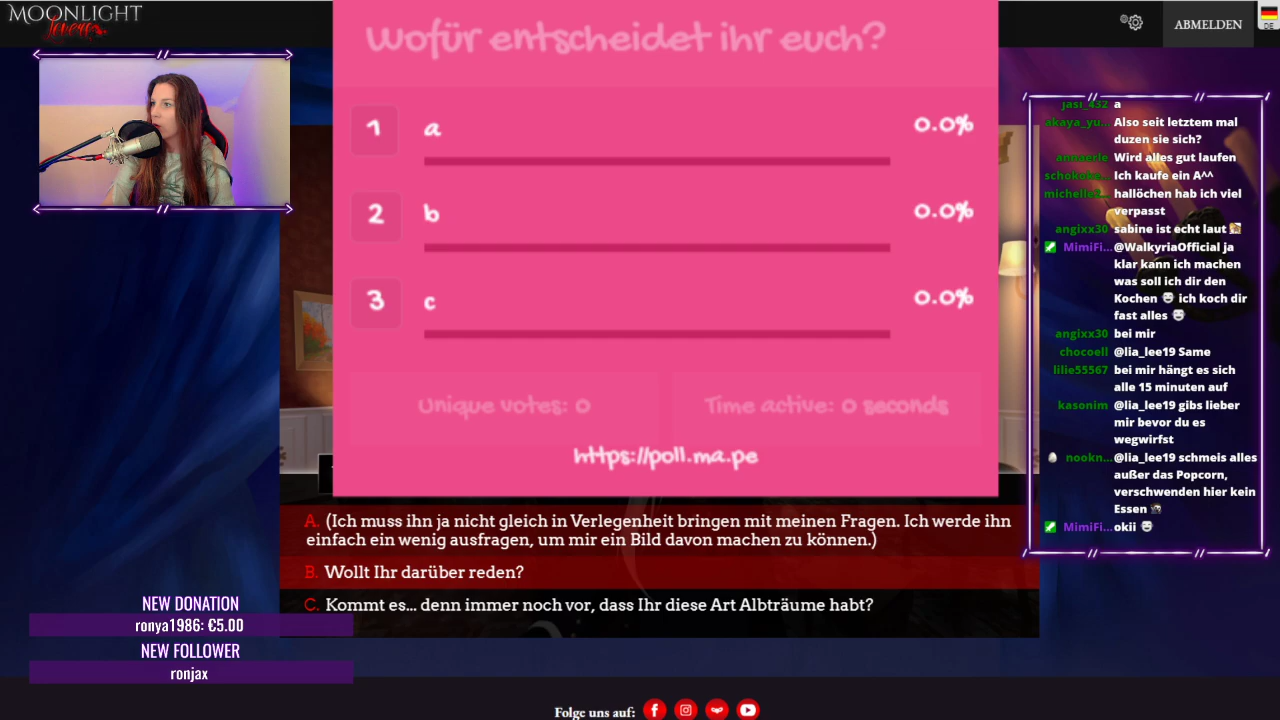 MOONLIGHT
Lovers
ABMELDEN
DE
Wofür entscheidet ihr euch?
1 a 0.0%
2 b 0.0%
3 c 0.0%
Unique votes: 0
Time active: 0 seconds
https://poll.ma.pe
A. (Ich muss ihn ja nicht gleich in Verlegenheit bringen mit meinen Fragen. Ich werde ihn
einfach ein wenig ausfragen, um mir ein Bild davon machen zu können.)
B. Wollt Ihr darüber reden?
C. Kommt es... denn immer noch vor, dass Ihr diese Art Albträume habt?
jasi_432 a
akaya_yu... Also seit letztem mal
duzen sie sich?
Wird alles gut laufen
Ich kaufe ein A^^
hallöchen hab ich viel
verpasst
angixx30 sabine ist echt laut
MimiFi... @WalkyriaOfficial ja
klar kann ich machen
was soll ich dir den
Kochen ich koch dir
fast alles
angixx30 bei mir
chocoell @lia_lee19 Same
lilie55567 bei mir hängt es sich
alle 15 minuten auf
kasonim @lia_lee19 gibs lieber
mir bevor du es
wegwirfst
nookn... @lia_lee19 schmeis alles
außer das Popcorn,
verschwenden hier kein
Essen
MimiFi... okii
NEW DONATION
ronya1986: €5.00
NEW FOLLOWER
ronjax
Folge uns auf: